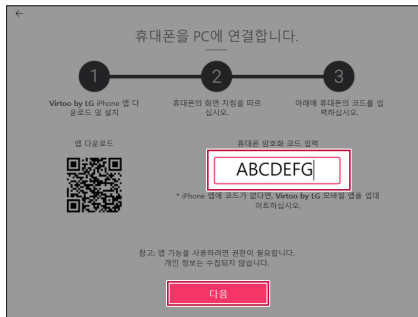 ←
휴대폰을 PC에 연결합니다.
1
2
3
Virtoo by LG iPhone 앱 다
운로드 및 설치
휴대폰의 화면 지침을 따르
십시오.
아래에 휴대폰의 코드를 입
력하십시오.
앱 다운로드
휴대폰 암호화 코드 입력
ABCDEFG
* iPhone 앱에 코드가 없다면, Virtoo by LG 모바일 앱을 업데
이트하십시오.
참고: 앱 기능을 사용하려면 권한이 필요합니다.
개인 정보는 수집되지 않습니다.
다음